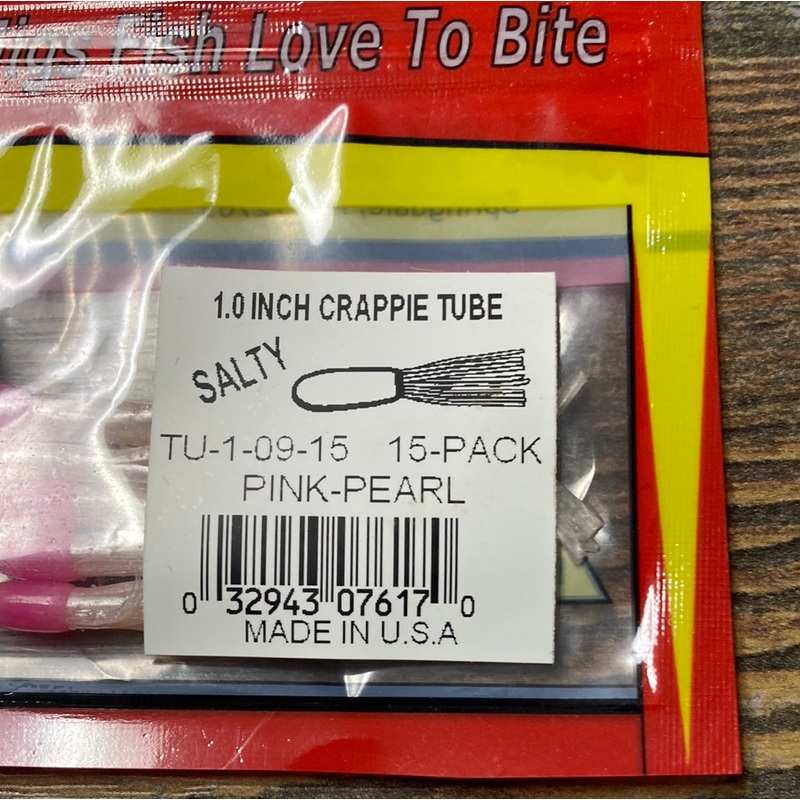 Jigs Fish Love To Bite
1.0 INCH CRAPPIE TUBE
SALTY
TU-1-09-15 15-PACK
PINK-PEARL
0 32943 07617 0
MADE IN U.S.A